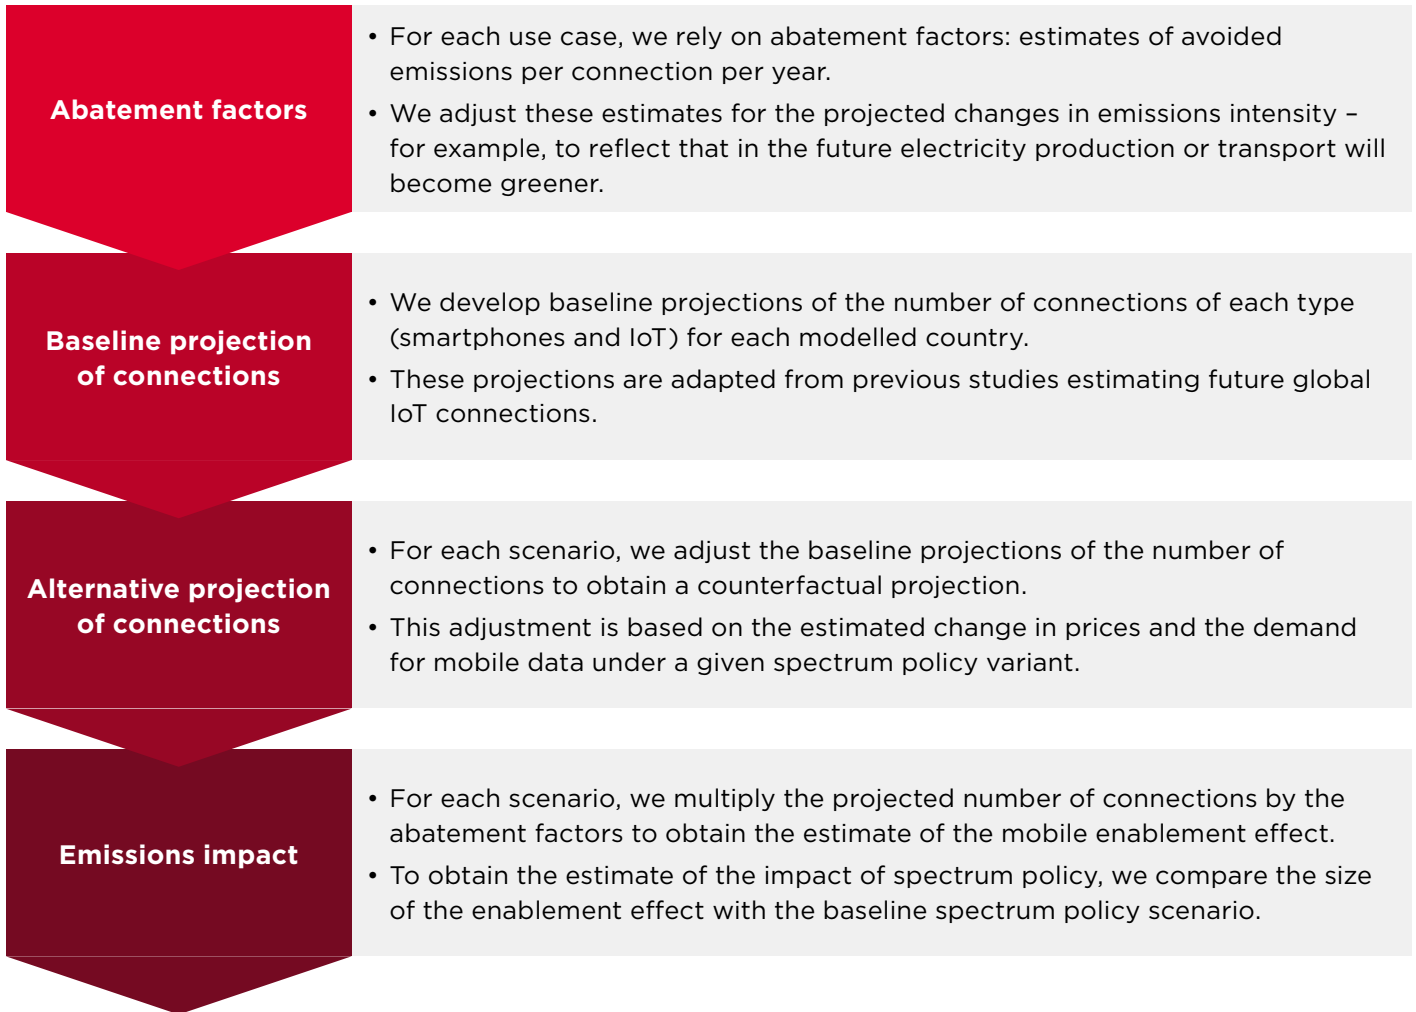 Abatement factors
• For each use case, we rely on abatement factors: estimates of avoided
emissions per connection per year.
• We adjust these estimates for the projected changes in emissions intensity –
for example, to reflect that in the future electricity production or transport will
become greener.
Baseline projection
of connections
• We develop baseline projections of the number of connections of each type
(smartphones and IoT) for each modelled country.
• These projections are adapted from previous studies estimating future global
IoT connections.
Alternative projection
of connections
• For each scenario, we adjust the baseline projections of the number of
connections to obtain a counterfactual projection.
• This adjustment is based on the estimated change in prices and the demand
for mobile data under a given spectrum policy variant.
Emissions impact
• For each scenario, we multiply the projected number of connections by the
abatement factors to obtain the estimate of the mobile enablement effect.
• To obtain the estimate of the impact of spectrum policy, we compare the size
of the enablement effect with the baseline spectrum policy scenario.